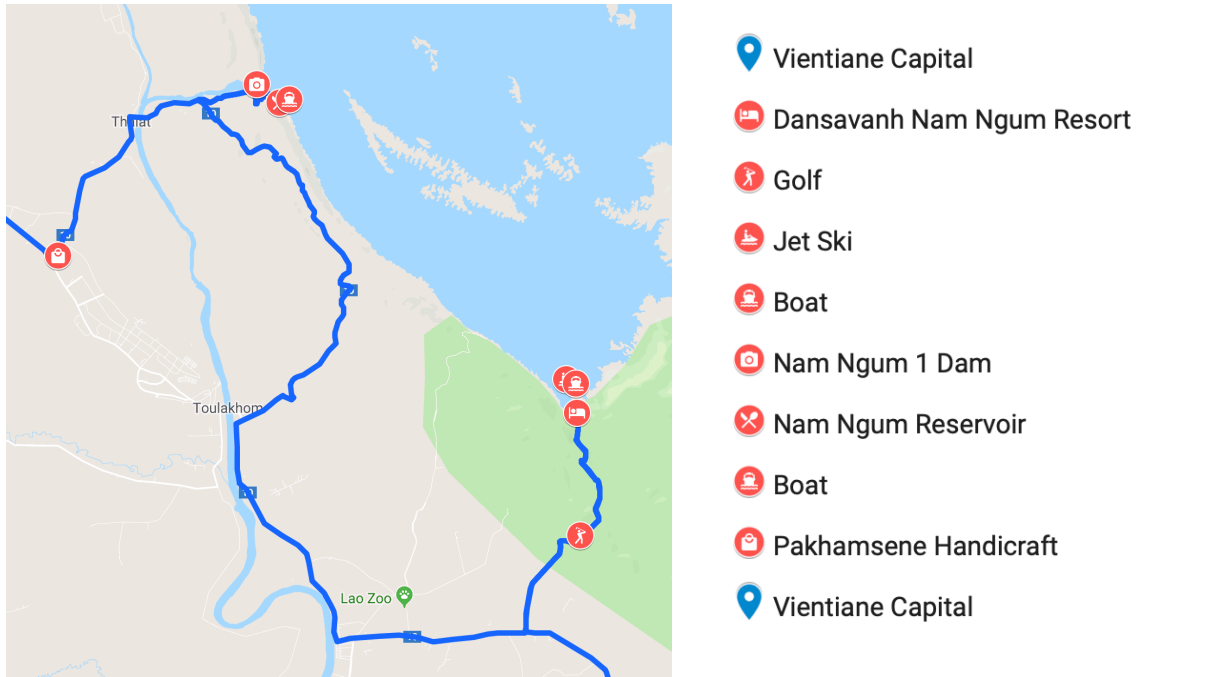 Thalat
Toulakhom
Lao Zoo
Vientiane Capital
Dansavanh Nam Ngum Resort
Golf
Jet Ski
Boat
Nam Ngum 1 Dam
Nam Ngum Reservoir
Boat
Pakhamsene Handicraft
Vientiane Capital